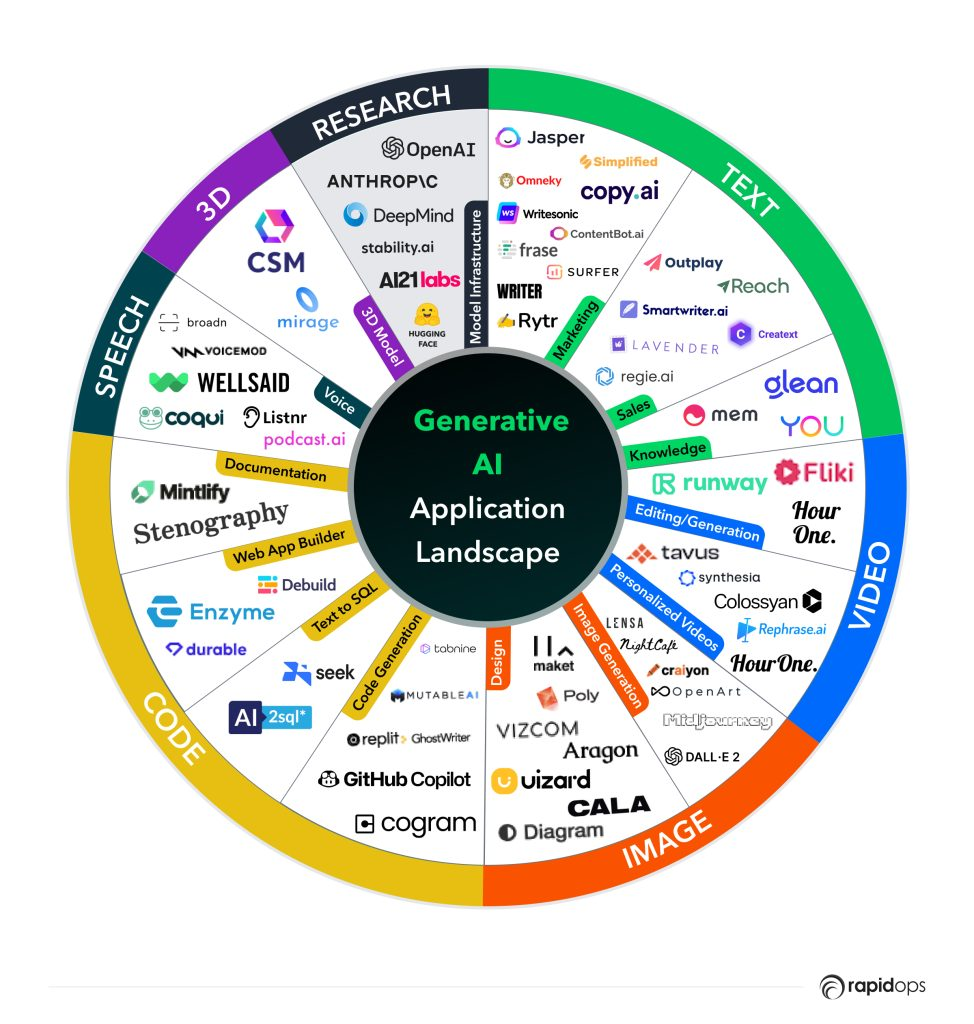 Generative
AI
Application
Landscape
RESEARCH
Model Infrastructure
OpenAI
ANTHROP\C
DeepMind
stability.ai
AI21labs
HUGGING
FACE
TEXT
Marketing
Jasper
Simplified
Omneky
copy.ai
WS
Writesonic
ContentBot.ai
frase
SURFER
WRITER
Rytr
Sales
Outplay
Reach
Smartwriter.ai
C
Creatext
LAVENDER
regie.ai
Knowledge
glean
mem
YOU
VIDEO
Editing/Generation
runway
Fliki
Hour
One.
Personalized Videos
tavus
synthesia
Colossyan
Rephrase.ai
HourOne.
IMAGE
Image Generation
LENSA
NightCafé
craiyon
OpenArt
Midjourney
DALL·E 2
Design
maket
Poly
VIZCOM
Aragon
uizard
CALA
Diagram
CODE
Code Generation
tabnine
MUTABLEAI
replit GhostWriter
GitHub Copilot
cogram
Text to SQL
seek
AI 2sql*
Web App Builder
Debuild
Enzyme
durable
Documentation
Mintlify
Stenography
SPEECH
Voice
broadn
VOICEMOD
WELLSAID
coqui
Listnr
podcast.ai
3D
3D Model
CSM
mirage
rapidops